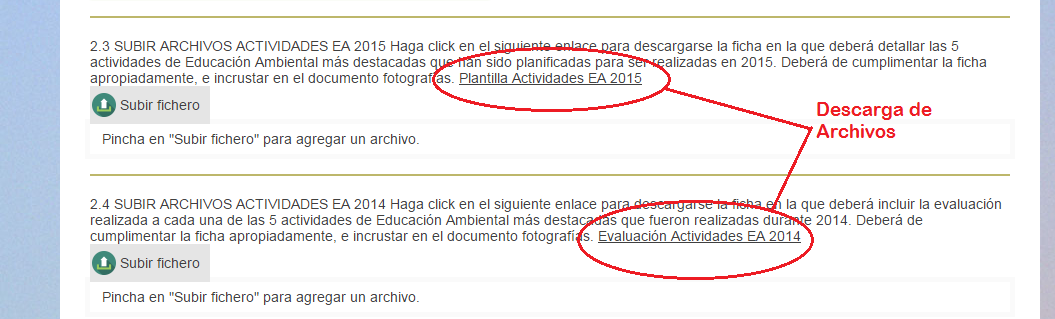 2.3 SUBIR ARCHIVOS ACTIVIDADES EA 2015 Haga click en el siguiente enlace para descargarse la ficha en la que deberá detallar las 5
actividades de Educación Ambiental más destacadas que han sido planificadas para ser realizadas en 2015. Deberá de cumplimentar la ficha
apropiadamente, e incrustar en el documento fotografías. Plantilla Actividades EA 2015
Subir fichero
Pincha en "Subir fichero" para agregar un archivo.
Descarga de
Archivos
2.4 SUBIR ARCHIVOS ACTIVIDADES EA 2014 Haga click en el siguiente enlace para descargarse la ficha en la que deberá incluir la evaluación
realizada a cada una de las 5 actividades de Educación Ambiental más destacadas que fueron realizadas durante 2014. Deberá de
cumplimentar la ficha apropiadamente, e incrustar en el documento fotografías. Evaluación Actividades EA 2014
Subir fichero
Pincha en "Subir fichero" para agregar un archivo.